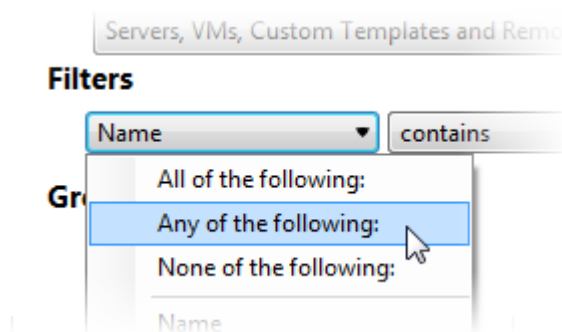 Servers, VMs, Custom Templates and Remo
Filters
Name contains
All of the following:
Gr
Any of the following:
None of the following:
Name